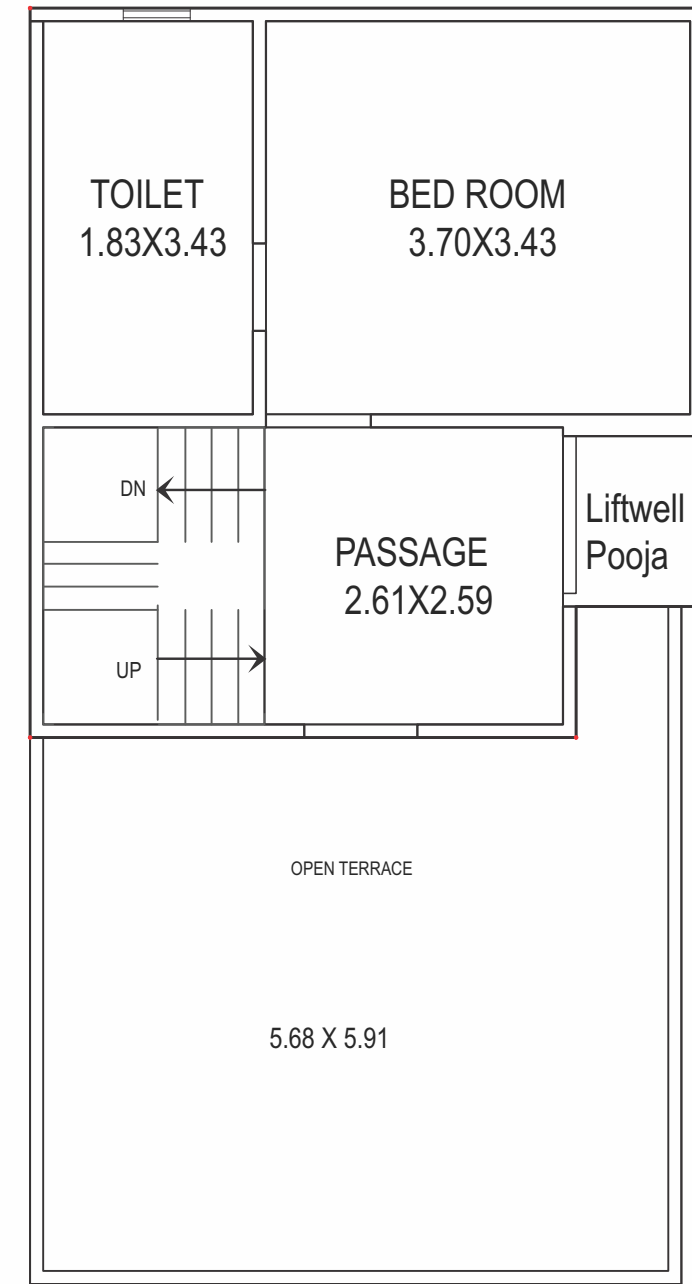 TOILET
1.83X3.43
BED ROOM
3.70X3.43
DN
UP
PASSAGE
2.61X2.59
Liftwell
Pooja
OPEN TERRACE
5.68 X 5.91